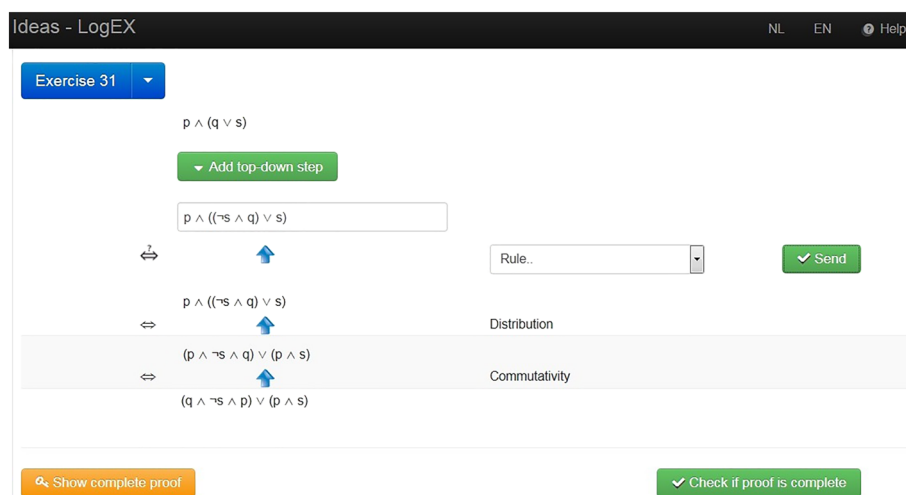 Ideas - LogEX NL EN Help
Exercise 31
p ∧ (q ∨ s)
Add top-down step
p ∧ ((¬s ∧ q) ∨ s)
?
⇔ Rule.. Send
p ∧ ((¬s ∧ q) ∨ s)
⇔ Distribution
(p ∧ ¬s ∧ q) ∨ (p ∧ s)
⇔ Commutativity
(q ∧ ¬s ∧ p) ∨ (p ∧ s)
Show complete proof Check if proof is complete